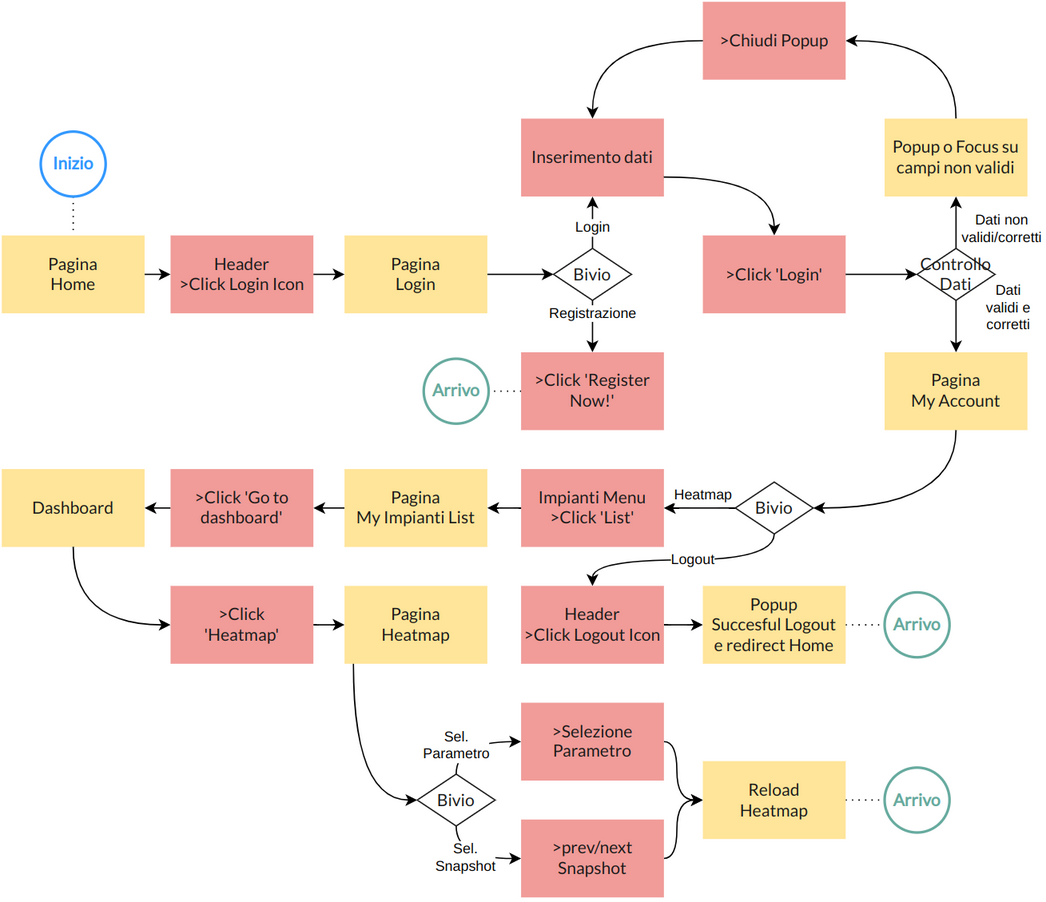 >Chiudi Popup
Inserimento dati
Popup o Focus su
campi non validi
Inizio
Login
Dati non
validi/corretti
Pagina
Home
Header
>Click Login Icon
Pagina
Login
Bivio
>Click 'Login'
Controllo
Dati
Dati
validi e
corretti
Registrazione
Arrivo
>Click 'Register
Now!'
Pagina
My Account
Dashboard
>Click 'Go to
dashboard'
Pagina
My Impianti List
Impianti Menu
>Click 'List'
Heatmap
Bivio
Logout
>Click
'Heatmap'
Pagina
Heatmap
Header
>Click Logout Icon
Popup
Succesful Logout
e redirect Home
Arrivo
Sel.
Parametro
>Selezione
Parametro
Bivio
Reload
Heatmap
Arrivo
Sel.
Snapshot
>prev/next
Snapshot